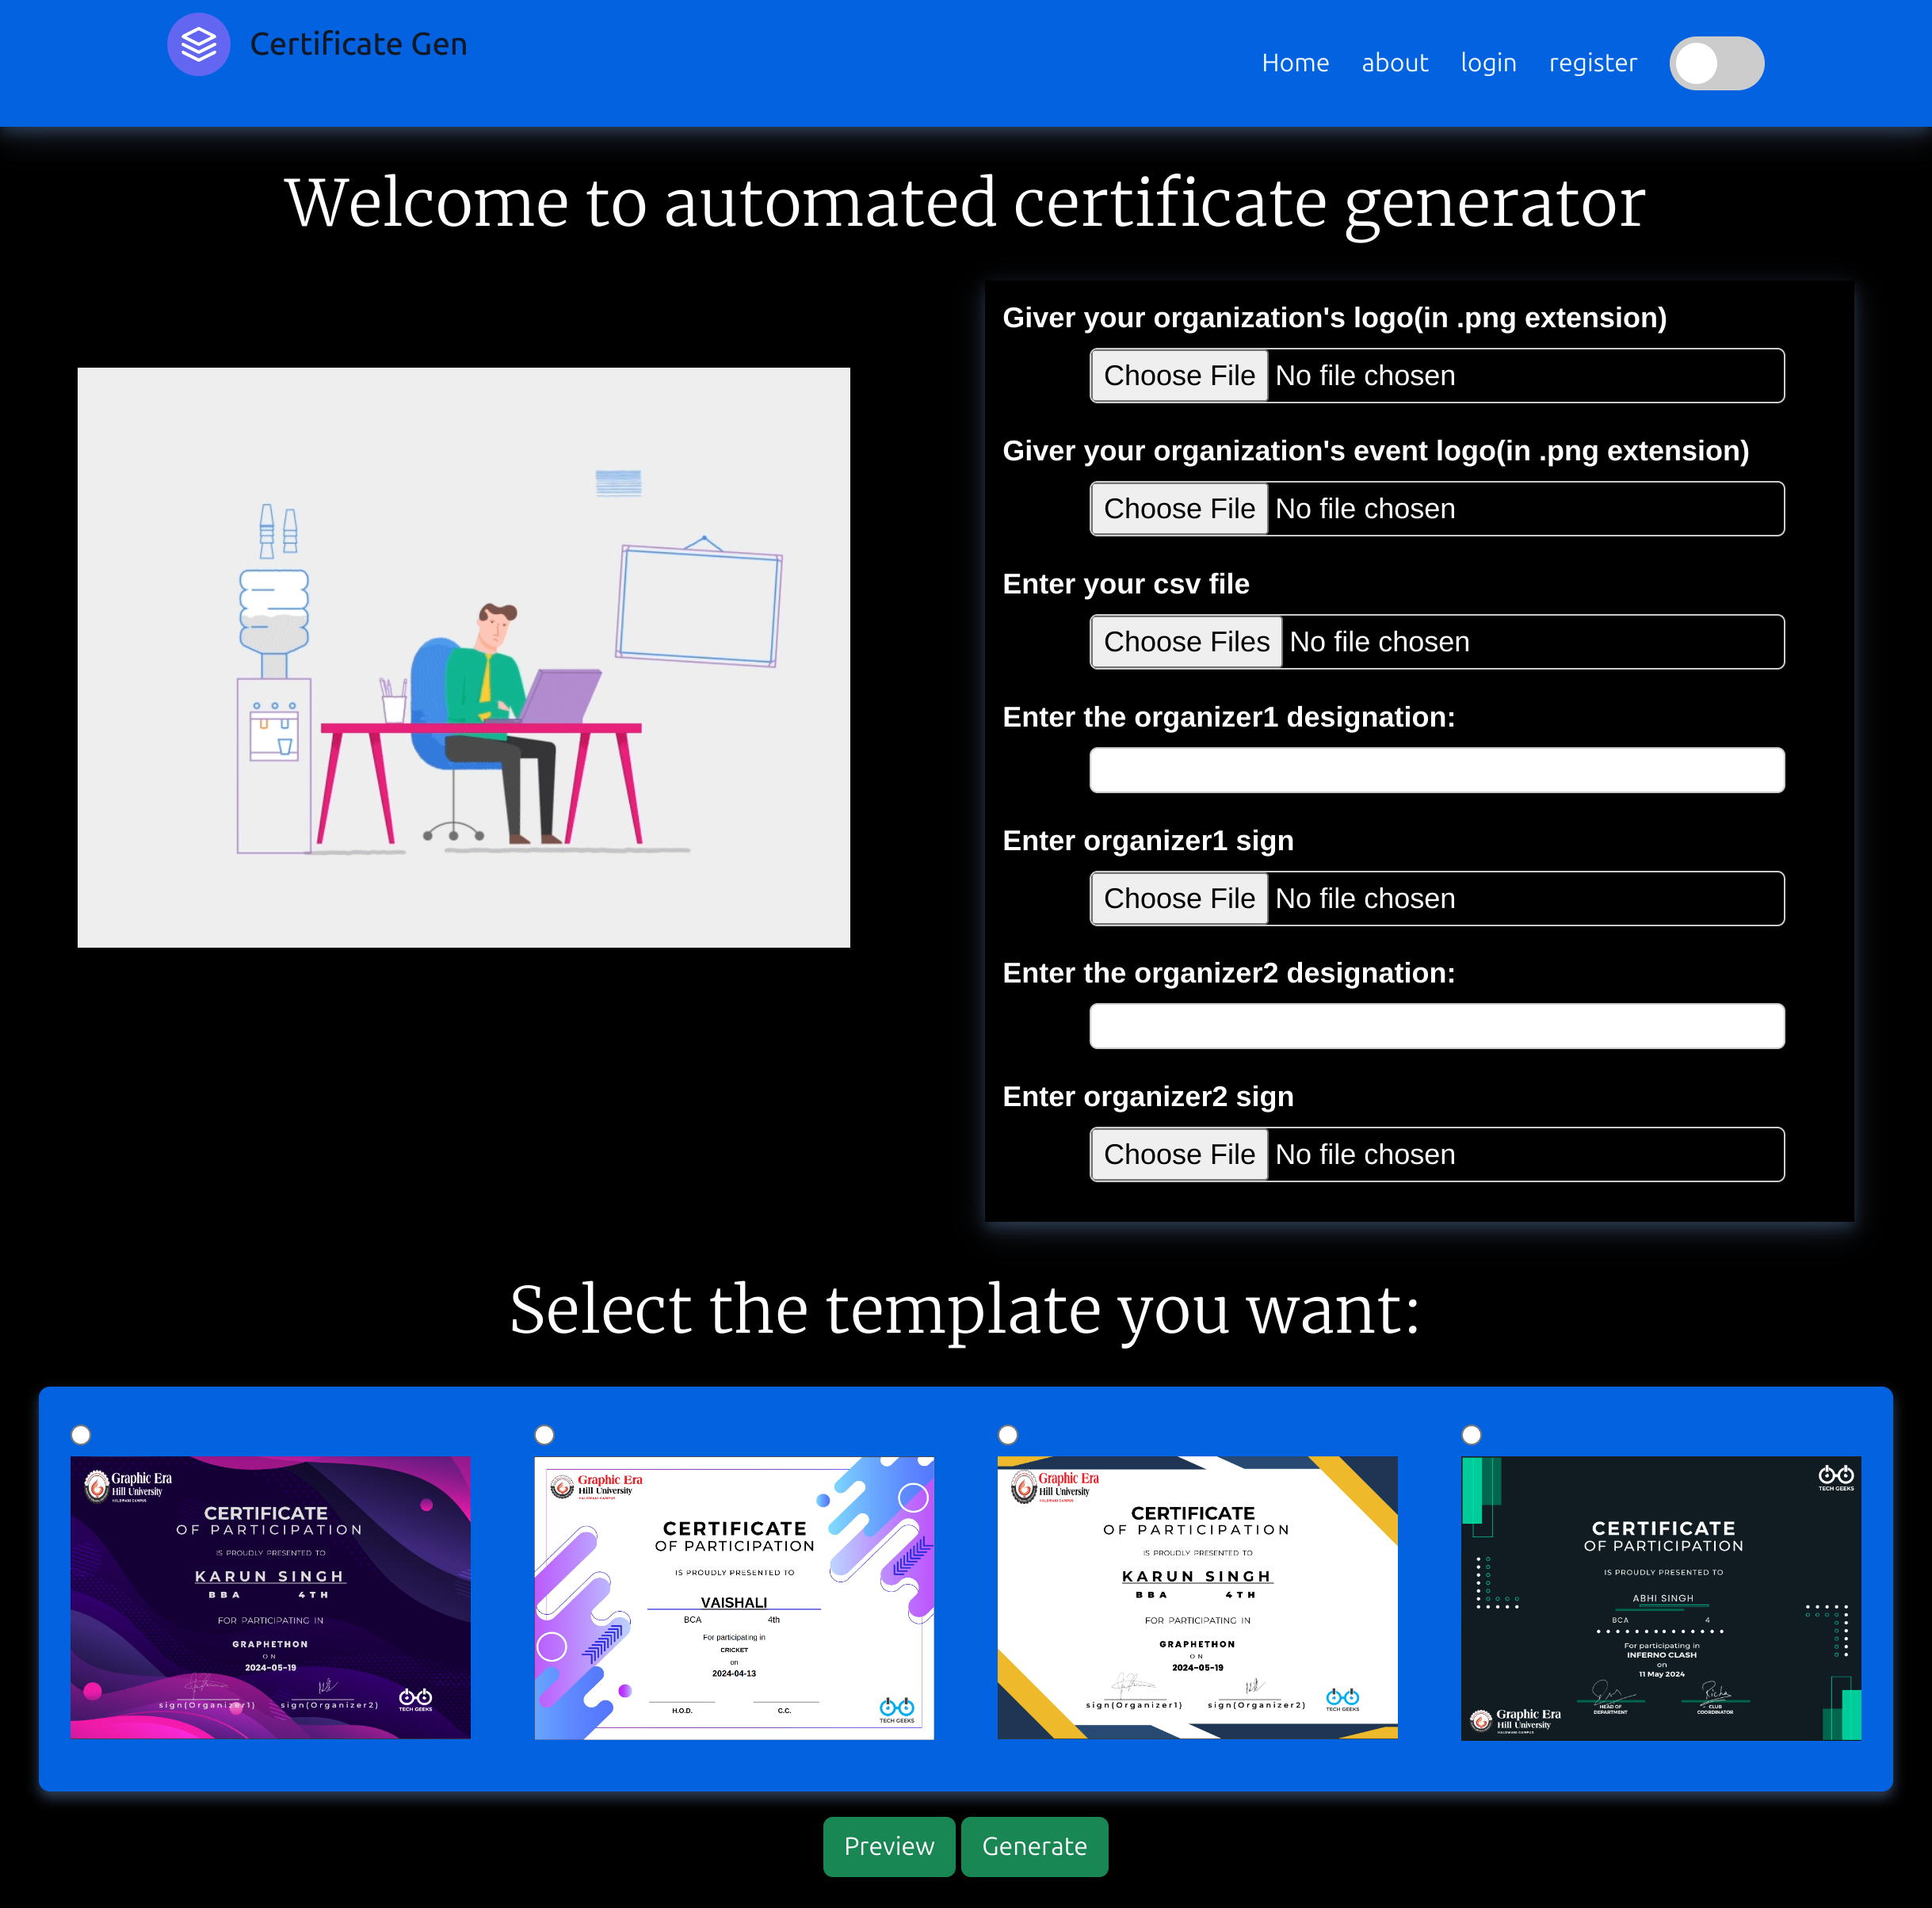 Certificate Gen
Home about login register
Welcome to automated certificate generator
Giver your organization's logo(in .png extension)
Choose File No file chosen
Giver your organization's event logo(in .png extension)
Choose File No file chosen
Enter your csv file
Choose Files No file chosen
Enter the organizer1 designation:
Enter organizer1 sign
Choose File No file chosen
Enter the organizer2 designation:
Enter organizer2 sign
Choose File No file chosen
Select the template you want:
Graphic Era
Hill University
HALDWANI CAMPUS
CERTIFICATE
OF PARTICIPATION
IS PROUDLY PRESENTED TO
KARUN SINGH
BBA 4TH
FOR PARTICIPATING IN
GRAPHETHON
ON
2024-05-19
sign(Organizer1) sign(Organizer2)
TECH GEEKS
Graphic Era
Hill University
HALDWANI CAMPUS
CERTIFICATE
OF PARTICIPATION
IS PROUDLY PRESENTED TO
VAISHALI
BCA 4th
For participating in
CRICKET
on
2024-04-13
H.O.D. C.C.
TECH GEEKS
Graphic Era
Hill University
HALDWANI CAMPUS
CERTIFICATE
OF PARTICIPATION
IS PROUDLY PRESENTED TO
KARUN SINGH
BBA 4TH
FOR PARTICIPATING IN
GRAPHETHON
ON
2024-05-19
sign(Organizer1) sign(Organizer2)
TECH GEEKS
TECH GEEKS
CERTIFICATE
OF PARTICIPATION
IS PROUDLY PRESENTED TO
ABHI SINGH
BCA 4
For participating in
INFERNO CLASH
on
11 May 2024
Richa
HEAD OF
DEPARTMENT
CLUB
COORDINATOR
Graphic Era
Hill University
HALDWANI CAMPUS
Preview Generate